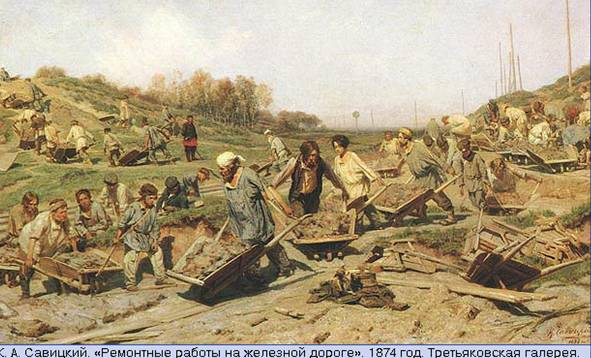 К. А. Савицкий. «Ремонтные работы на железной дороге». 1874 год. Третьяковская галерея.